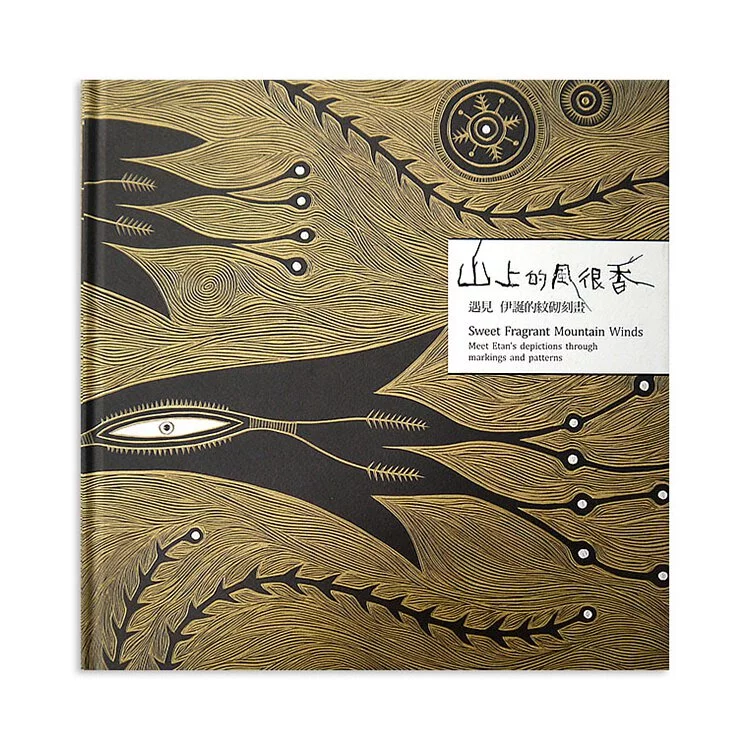 山上的風很香
遇見 伊誕的紋砌刻畫
Sweet Fragrant Mountain Winds
Meet Etan's depictions through
markings and patterns